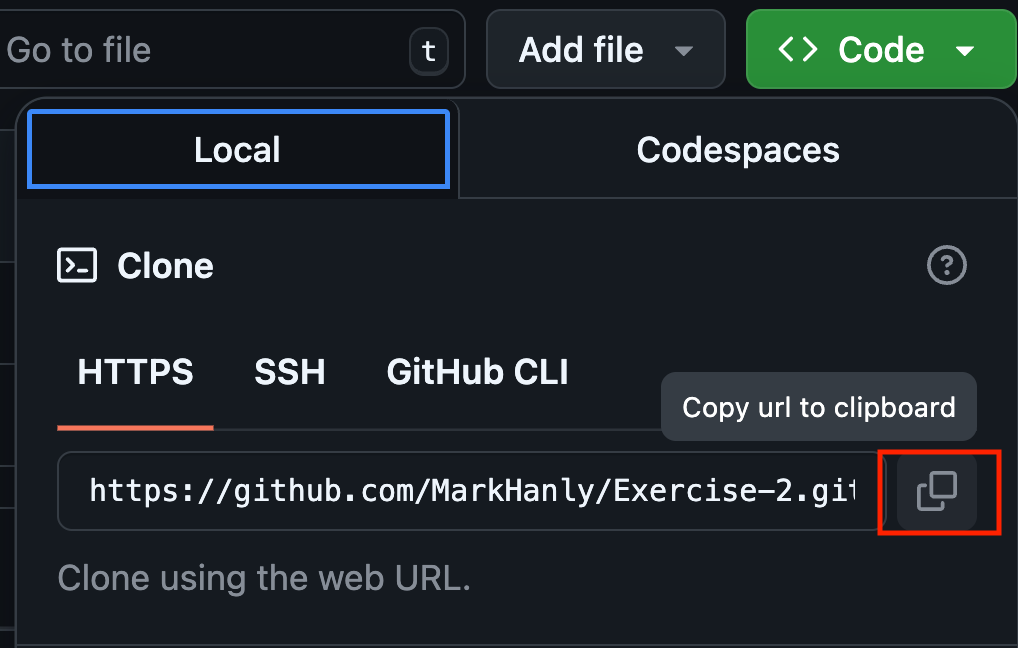 Go to file t Add file Code
Local Codespaces
Clone ?
HTTPS SSH GitHub CLI
Copy url to clipboard
https://github.com/MarkHanly/Exercise-2.git
Clone using the web URL.